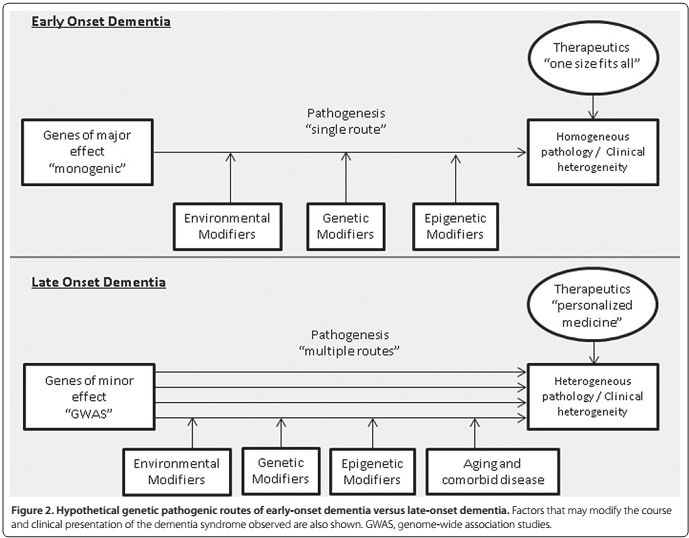 Early Onset Dementia
Therapeutics
"one size fits all"
Pathogenesis
"single route"
Genes of major
effect
"monogenic"
Homogeneous
pathology / Clinical
heterogeneity
Environmental
Modifiers
Genetic
Modifiers
Epigenetic
Modifiers
Late Onset Dementia
Therapeutics
"personalized
medicine"
Pathogenesis
"multiple routes"
Genes of minor
effect
"GWAS"
Heterogeneous
pathology / Clinical
heterogeneity
Environmental
Modifiers
Genetic
Modifiers
Epigenetic
Modifiers
Aging and
comorbid disease
Figure 2. Hypothetical genetic pathogenic routes of early-onset dementia versus late-onset dementia. Factors that may modify the course
and clinical presentation of the dementia syndrome observed are also shown. GWAS, genome-wide association studies.